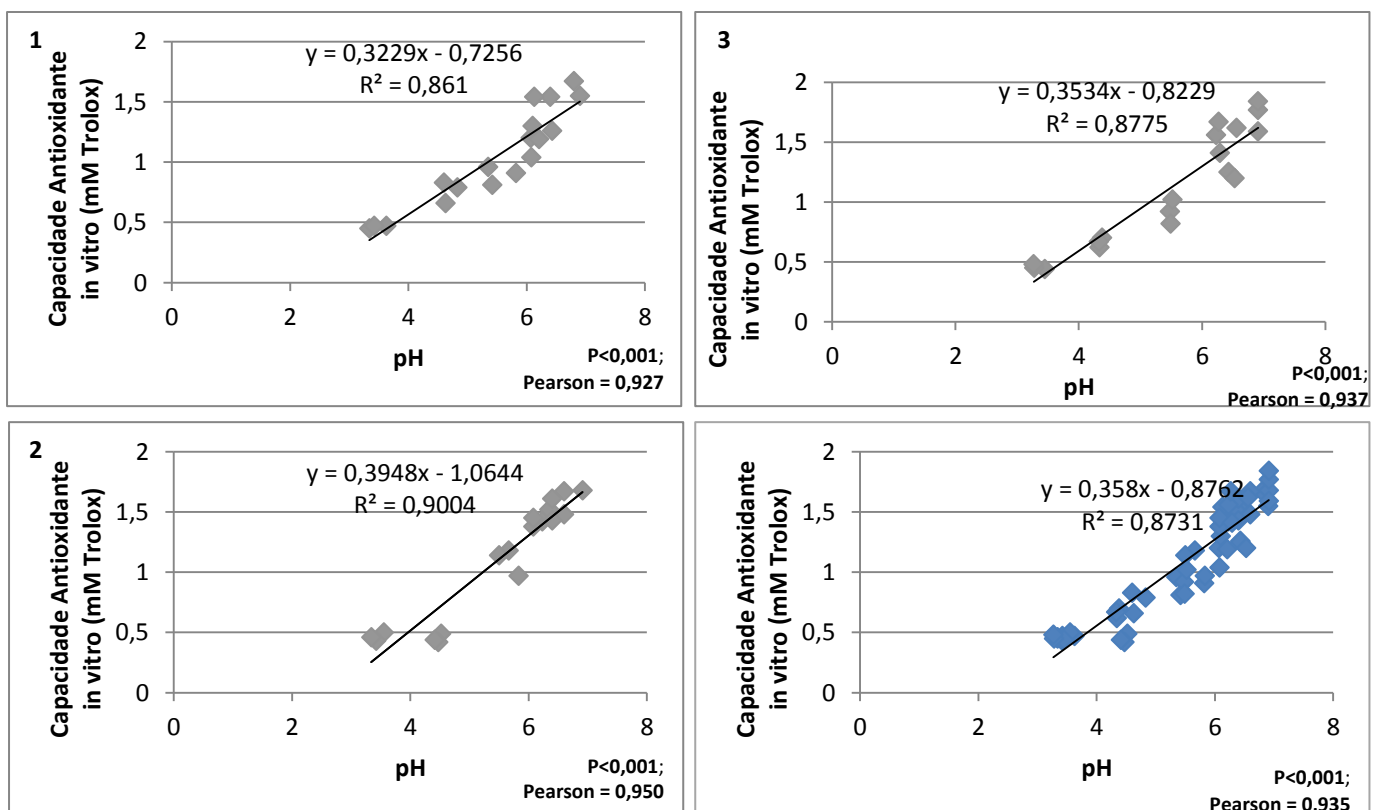 1
y = 0,3229x - 0,7256
R² = 0,861
Capacidade Antioxidante
in vitro (mM Trolox)
2
1,5
1
0,5
0
0
2
4
6
8
pH
P<0,001;
Pearson = 0,927
3
y = 0,3534x - 0,8229
R² = 0,8775
Capacidade Antioxidante
in vitro (mM Trolox)
2
1,5
1
0,5
0
0
2
4
6
8
pH
P<0,001;
Pearson = 0,937
2
y = 0,3948x - 1,0644
R² = 0,9004
Capacidade Antioxidante
in vitro (mM Trolox)
2
1,5
1
0,5
0
0
2
4
6
8
pH
P<0,001;
Pearson = 0,950
y = 0,358x - 0,8762
R² = 0,8731
Capacidade Antioxidante
in vitro (mM Trolox)
2
1,5
1
0,5
0
0
2
4
6
8
pH
P<0,001;
Pearson = 0,935